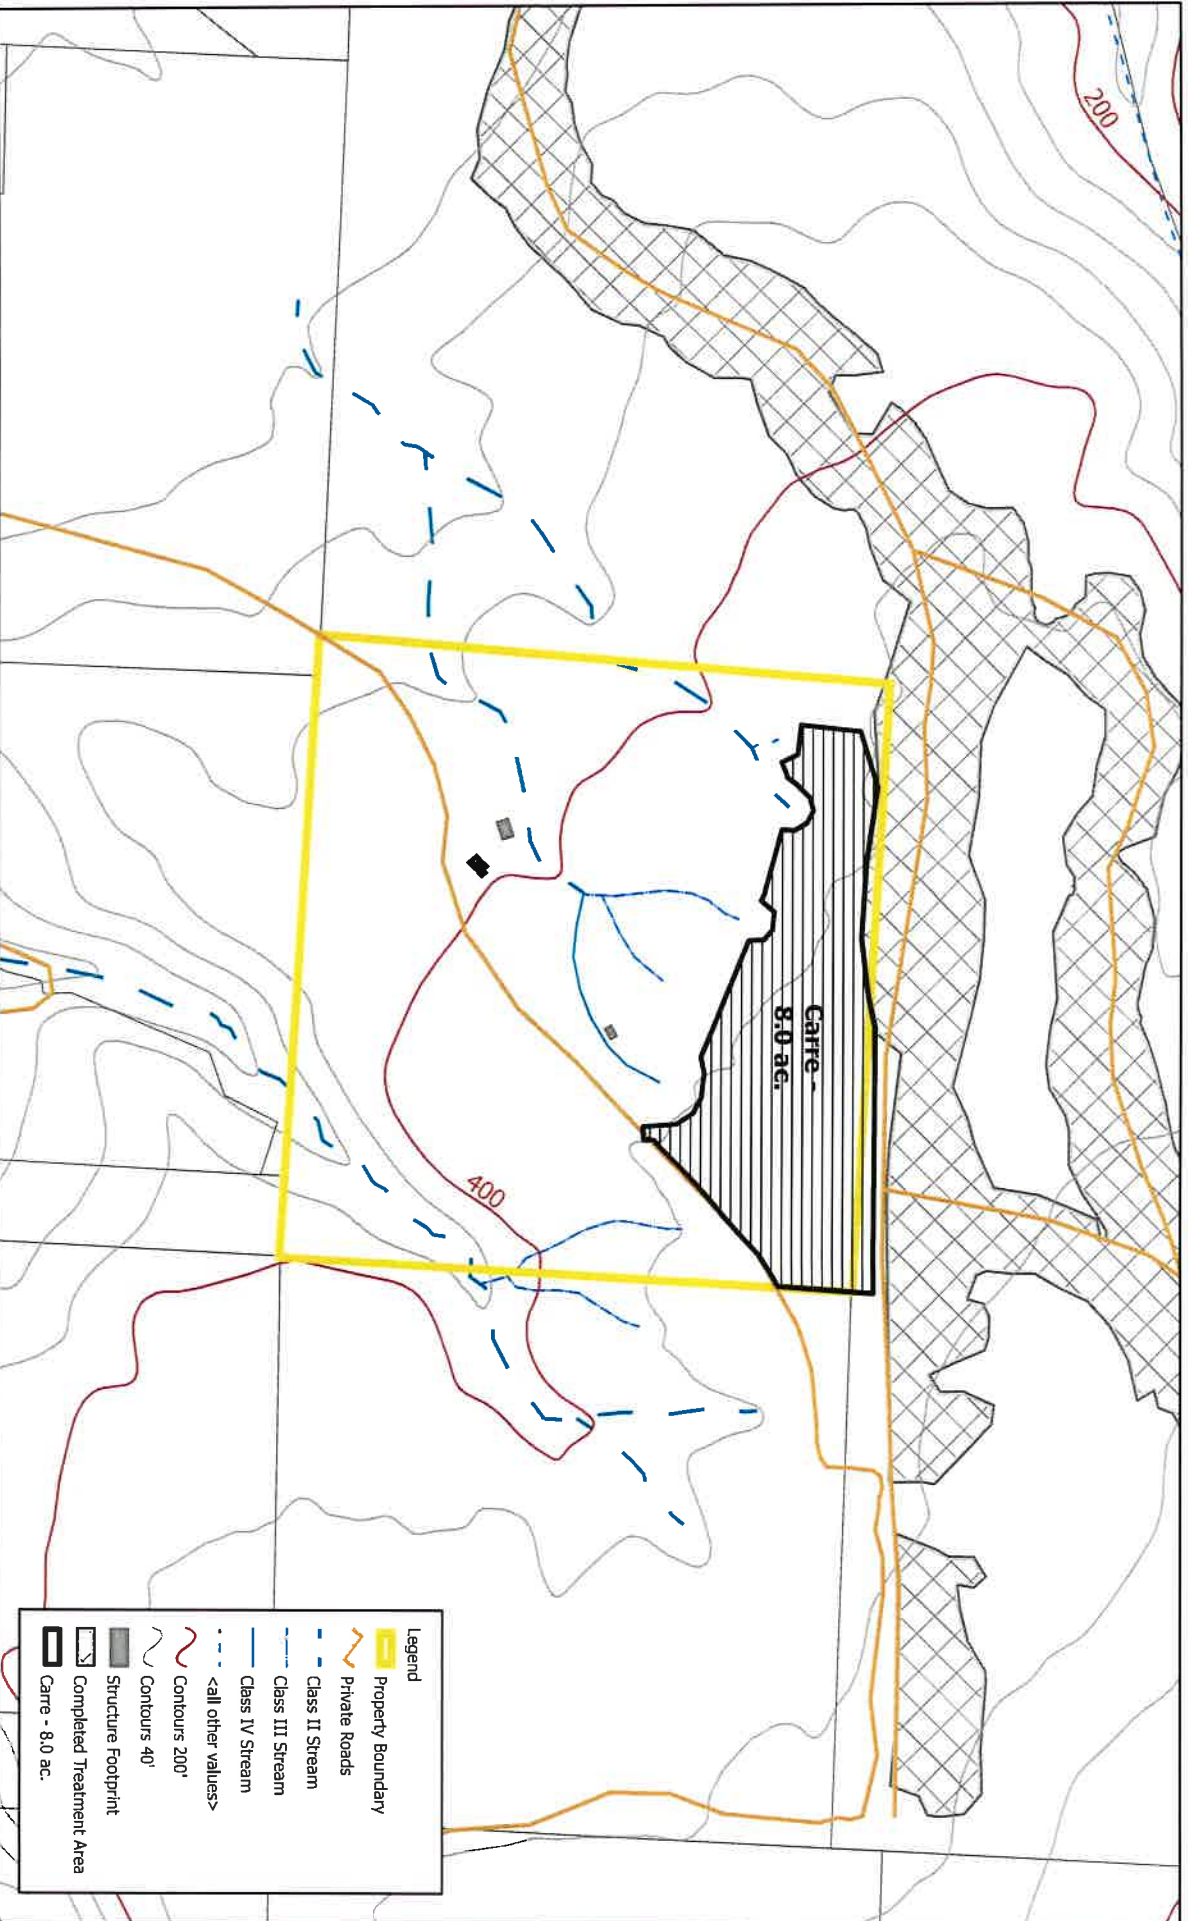 200
Carre -
8.0 ac.
400
Legend
Property Boundary
Private Roads
Class II Stream
Class III Stream
Class IV Stream
<all other values>
Contours 200'
Contours 40'
Structure Footprint
Completed Treatment Area
Carre - 8.0 ac.